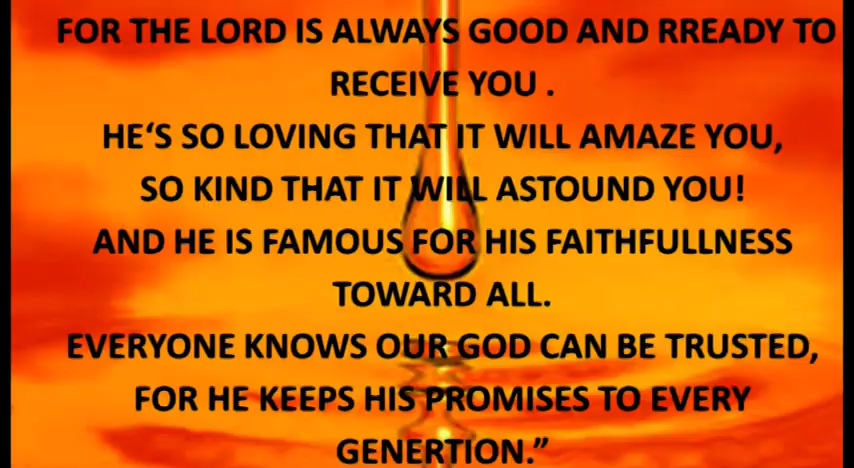 FOR THE LORD IS ALWAYS GOOD AND RREADY TO
RECEIVE YOU .
HE‘S SO LOVING THAT IT WILL AMAZE YOU,
SO KIND THAT IT WILL ASTOUND YOU!
AND HE IS FAMOUS FOR HIS FAITHFULLNESS
TOWARD ALL.
EVERYONE KNOWS OUR GOD CAN BE TRUSTED,
FOR HE KEEPS HIS PROMISES TO EVERY
GENERTION.”